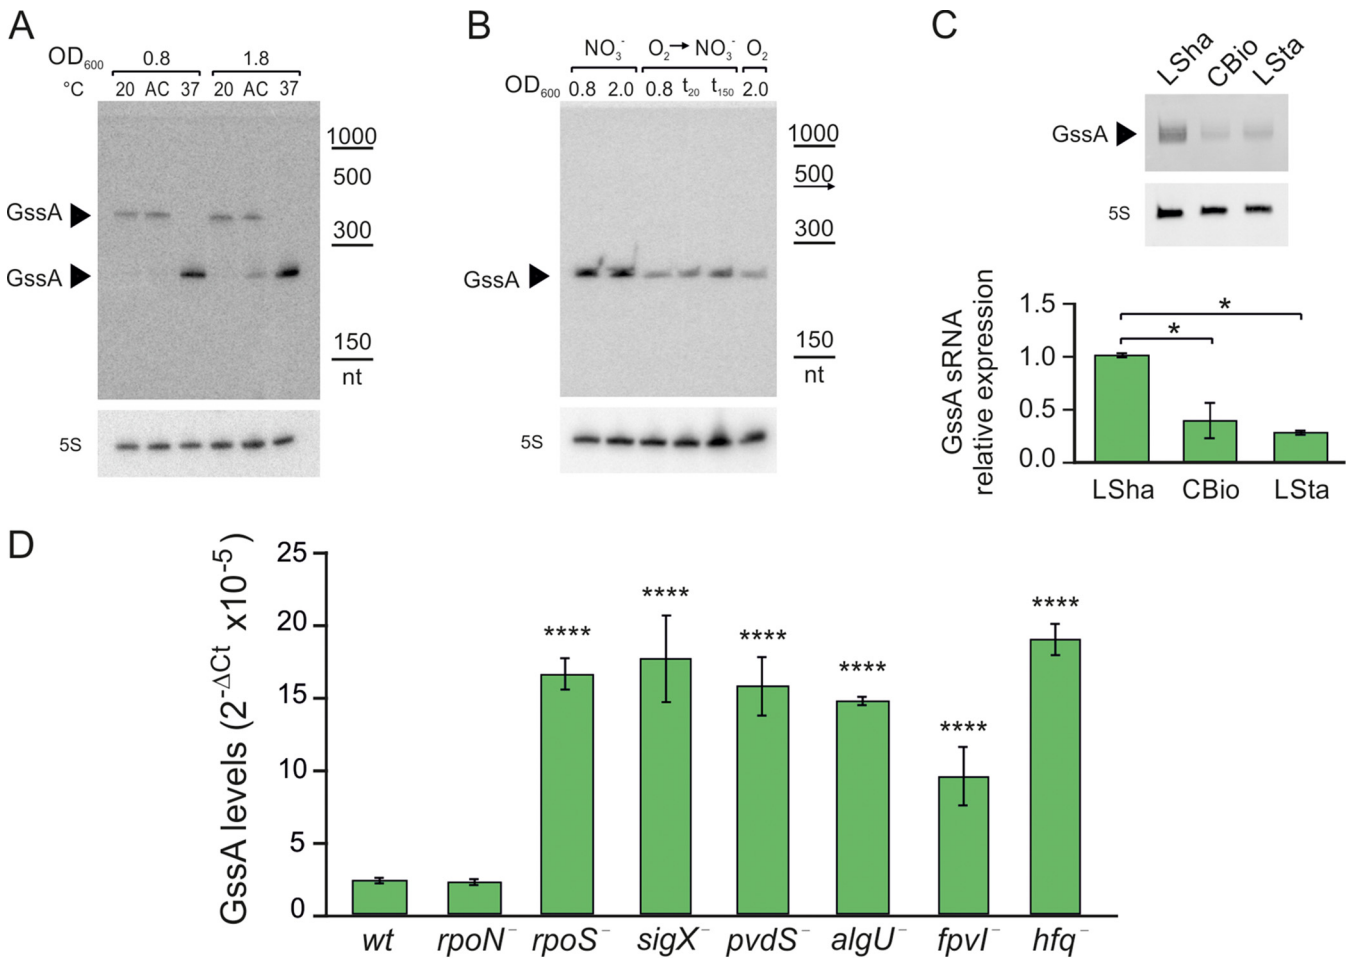 A
OD600 0.8 1.8
°C 20 AC 37 20 AC 37
1000
500
GssA
300
GssA
150
nt
5S
B
NO3- O2→NO3- O2
OD600 0.8 2.0 0.8 t20 t150 2.0
1000
500
300
GssA
150
nt
5S
C
LSha CBio LSta
GssA
5S
GssA sRNA
relative expression
1.5
1.0
0.5
0.0
* *
LSha CBio LSta
D
GssA levels (2-ΔCt x10-5)
25
20
15
10
5
0
**** **** **** **** **** ****
wt rpoN- rpoS- sigX- pvdS- algU- fpvI- hfq-